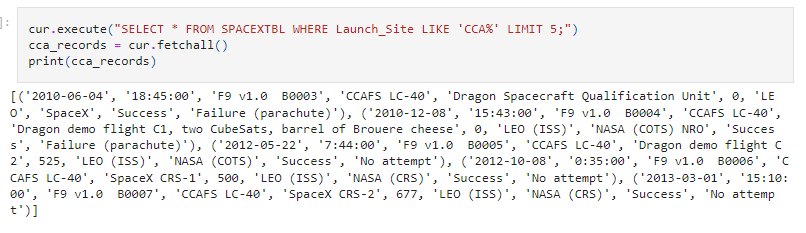 ]:
cur.execute("SELECT * FROM SPACEXTBL WHERE Launch_Site LIKE 'CCA%' LIMIT 5;")
cca_records = cur.fetchall()
print(cca_records)
[('2010-06-04', '18:45:00', 'F9 v1.0  B0003', 'CCAFS LC-40', 'Dragon Spacecraft Qualification Unit', 0, 'LE
O', 'SpaceX', 'Success', 'Failure (parachute)'), ('2010-12-08', '15:43:00', 'F9 v1.0  B0004', 'CCAFS LC-40',
'Dragon demo flight C1, two CubeSats, barrel of Brouere cheese', 0, 'LEO (ISS)', 'NASA (COTS) NRO', 'Succes
s', 'Failure (parachute)'), ('2012-05-22', '7:44:00', 'F9 v1.0  B0005', 'CCAFS LC-40', 'Dragon demo flight C
2', 525, 'LEO (ISS)', 'NASA (COTS)', 'Success', 'No attempt'), ('2012-10-08', '0:35:00', 'F9 v1.0  B0006', 'C
CAFS LC-40', 'SpaceX CRS-1', 500, 'LEO (ISS)', 'NASA (CRS)', 'Success', 'No attempt'), ('2013-03-01', '15:10:
00', 'F9 v1.0  B0007', 'CCAFS LC-40', 'SpaceX CRS-2', 677, 'LEO (ISS)', 'NASA (CRS)', 'Success', 'No attemp
t')]